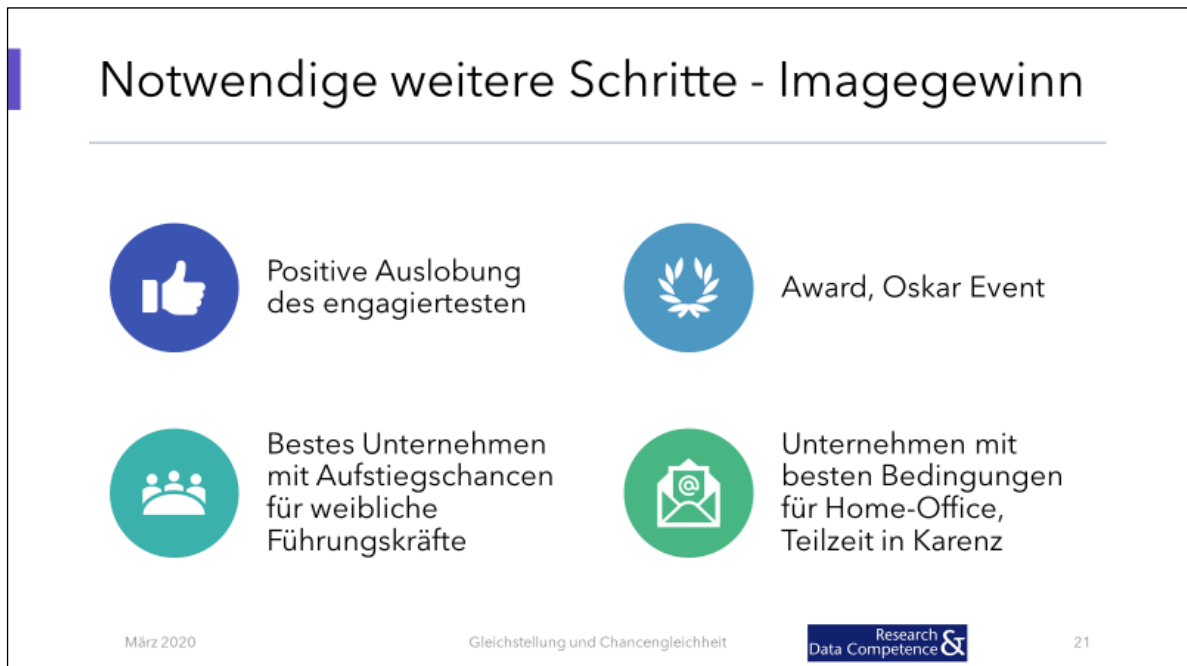 Notwendige weitere Schritte - Imagegewinn
Positive Auslobung
des engagiertesten
Award, Oskar Event
Bestes Unternehmen
mit Aufstiegschancen
für weibliche
Führungskräfte
@
Unternehmen mit
besten Bedingungen
für Home-Office,
Teilzeit in Karenz
März 2020
Gleichstellung und Chancengleichheit
Research &
Data Competence
21